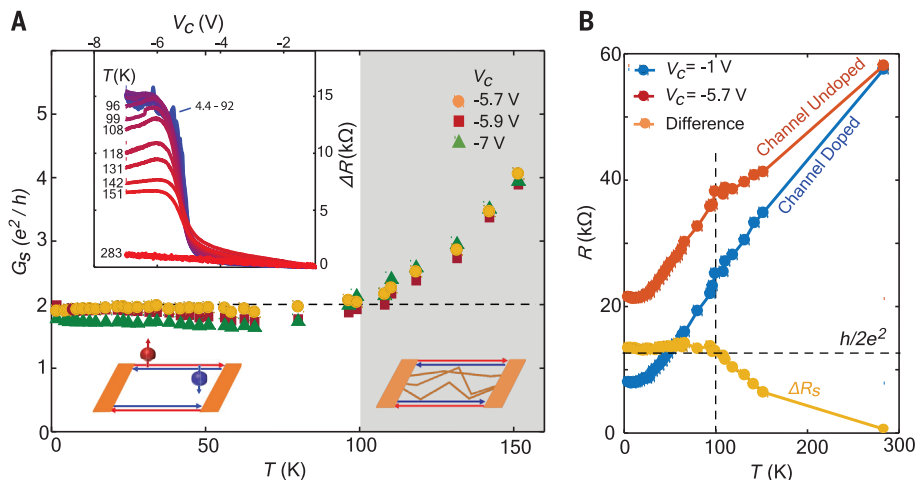 A
V_C (V)
-8 -6 -4 -2
T(K)
96
99
108
118
131
142
151
283
4.4 - 92
15
10
5
0
ΔR(kΩ)
V_C
-5.7 V
-5.9 V
-7 V
5
4
3
2
1
0
G_s (e²/h)
0 50 100 150
T (K)
B
60
40
20
0
R (kΩ)
V_C = -1 V
V_C = -5.7 V
Difference
Channel Undoped
Channel Doped
h/2e²
ΔR_s
0 100 200 300
T (K)